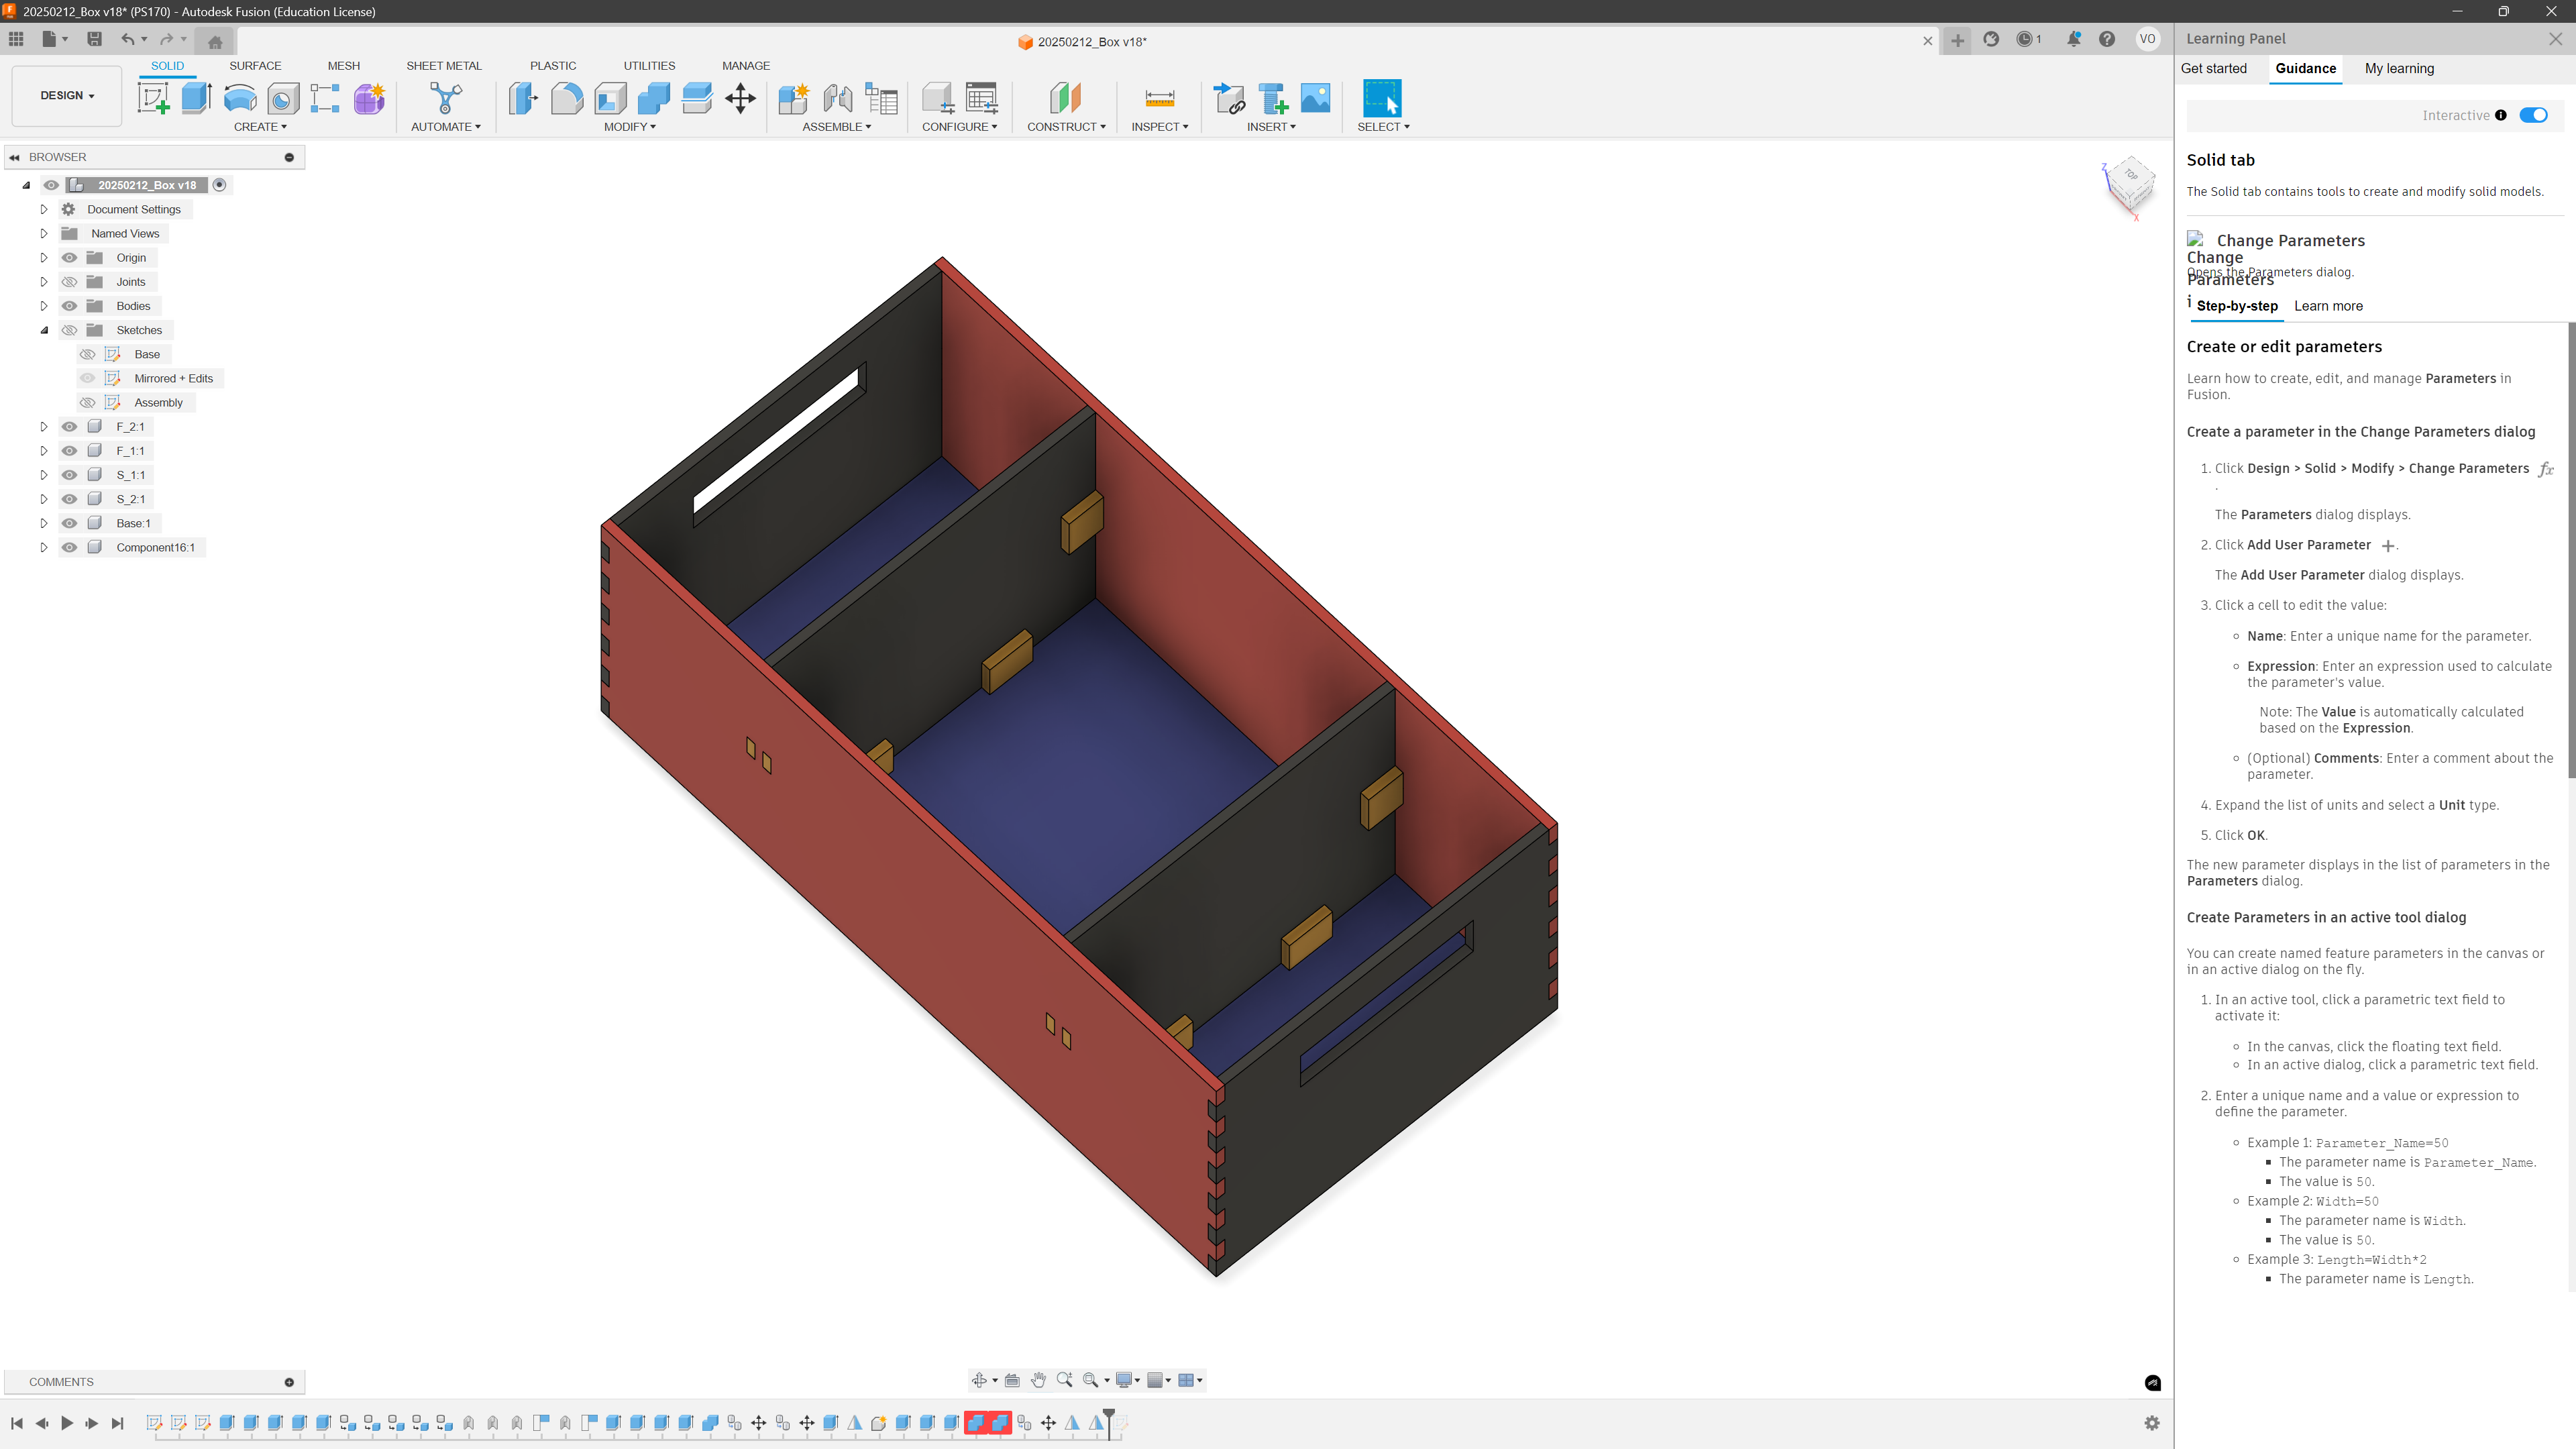 20250212_Box v18* (PS170) - Autodesk Fusion (Education License)
20250212_Box v18*
1
VO
DESIGN
SOLID
SURFACE
MESH
SHEET METAL
PLASTIC
UTILITIES
MANAGE
CREATE
AUTOMATE
MODIFY
ASSEMBLE
CONFIGURE
CONSTRUCT
INSPECT
INSERT
SELECT
BROWSER
20250212_Box v18
Document Settings
Named Views
Origin
Joints
Bodies
Sketches
Base
Mirrored + Edits
Assembly
F_2:1
F_1:1
S_1:1
S_2:1
Base:1
Component16:1
Z
TOP
X
COMMENTS
Learning Panel
Get started
Guidance
My learning
Interactive
Solid tab
The Solid tab contains tools to create and modify solid models.
Change Parameters
Change
Opens the Parameters dialog.
Parameters
i
Step-by-step
Learn more
Create or edit parameters
Learn how to create, edit, and manage Parameters in
Fusion.
Create a parameter in the Change Parameters dialog
1. Click Design > Solid > Modify > Change Parameters fx
.
The Parameters dialog displays.
2. Click Add User Parameter +.
The Add User Parameter dialog displays.
3. Click a cell to edit the value:
Name: Enter a unique name for the parameter.
Expression: Enter an expression used to calculate
the parameter's value.
Note: The Value is automatically calculated
based on the Expression.
(Optional) Comments: Enter a comment about the
parameter.
4. Expand the list of units and select a Unit type.
5. Click OK.
The new parameter displays in the list of parameters in the
Parameters dialog.
Create Parameters in an active tool dialog
You can create named feature parameters in the canvas or
in an active dialog on the fly.
1. In an active tool, click a parametric text field to
activate it:
In the canvas, click the floating text field.
In an active dialog, click a parametric text field.
2. Enter a unique name and a value or expression to
define the parameter.
Example 1: Parameter_Name=50
The parameter name is Parameter_Name.
The value is 50.
Example 2: Width=50
The parameter name is Width.
The value is 50.
Example 3: Length=Width*2
The parameter name is Length.